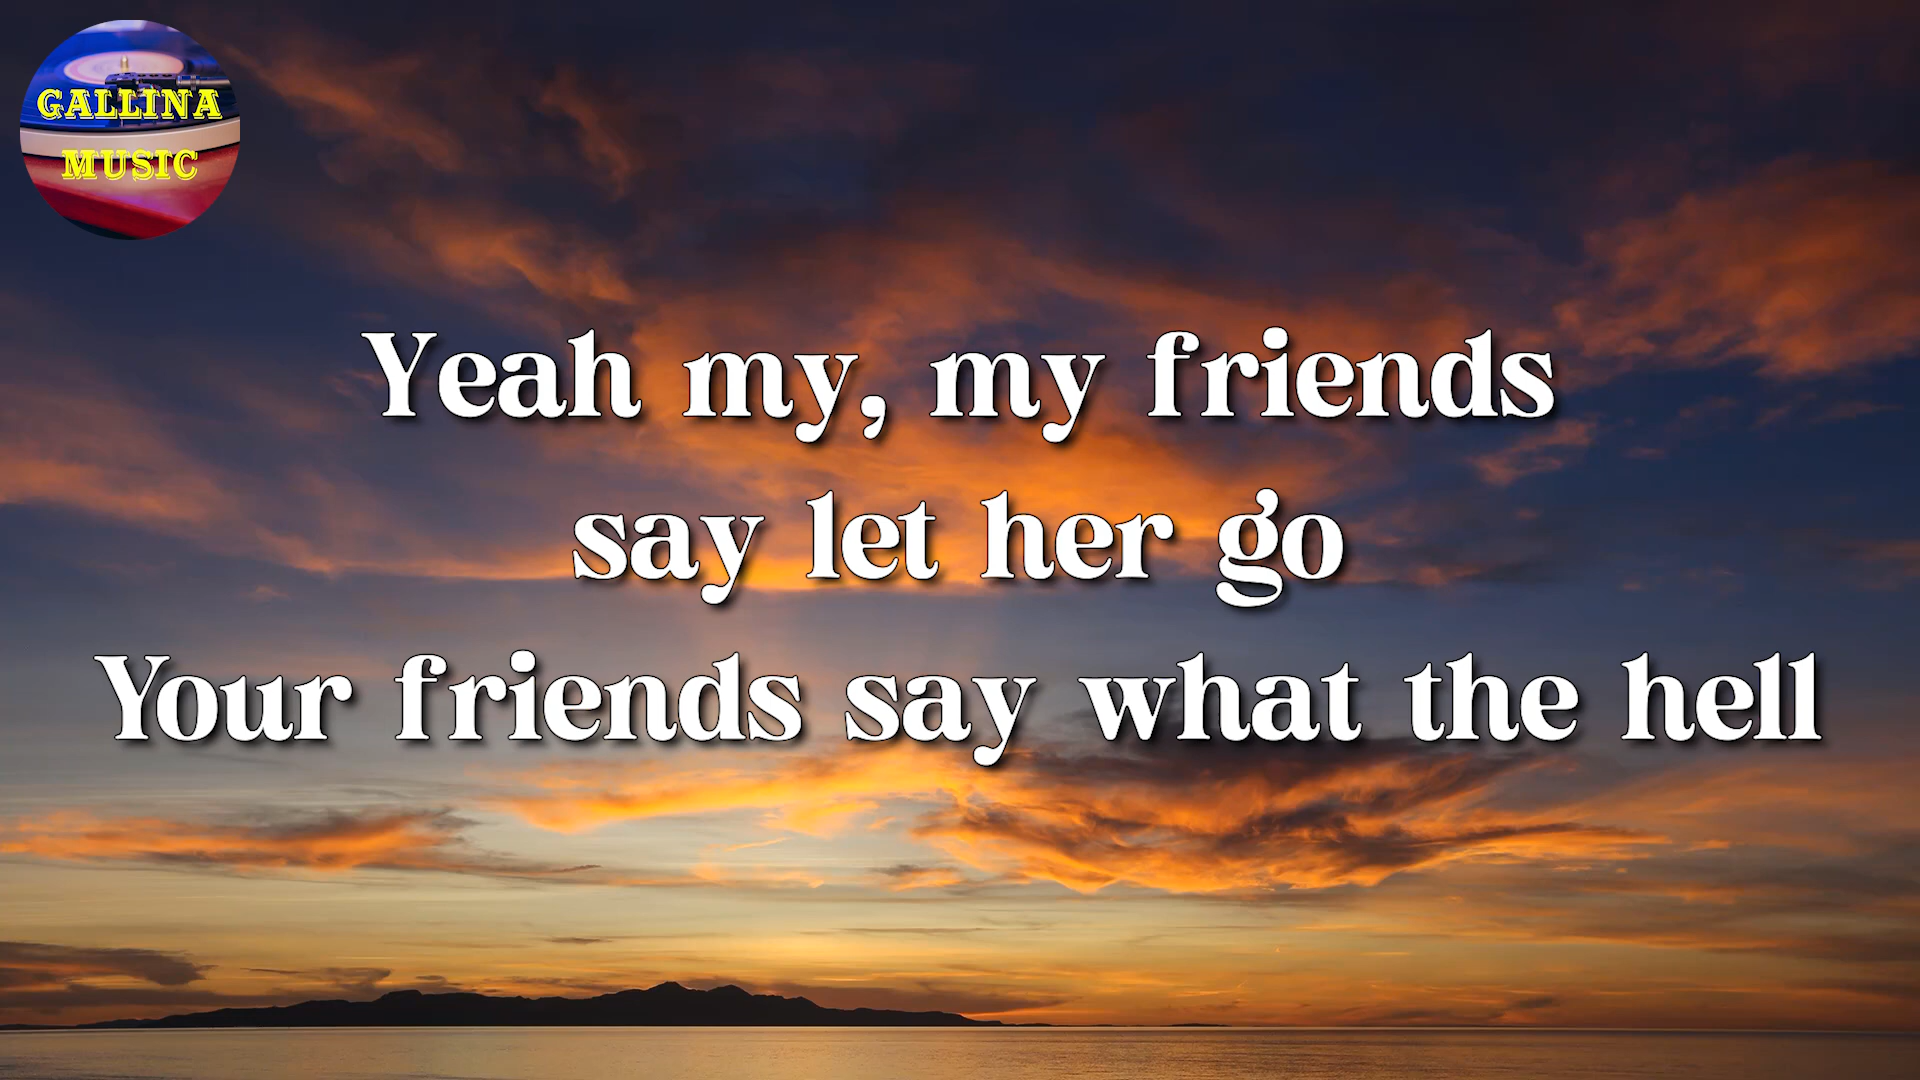 GALLINA
MUSIC
Yeah my, my friends
say let her go
Your friends say what the hell